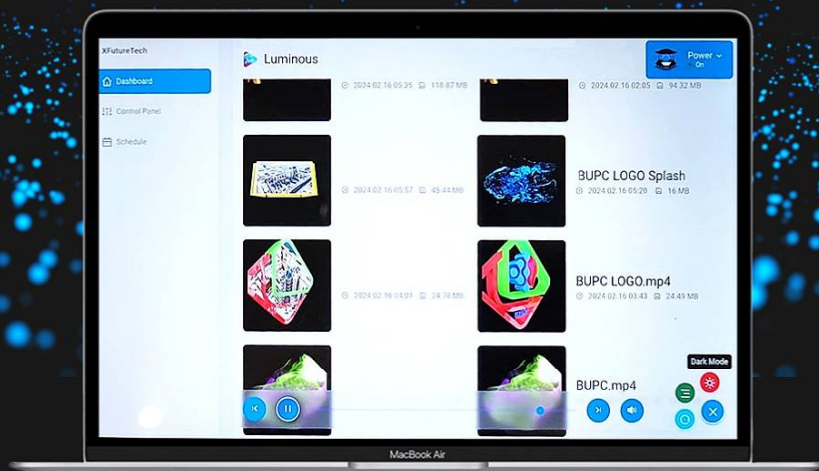 XFutureTech
Dashboard
Control Panel
Schedule
Luminous
Power
On
2024.02.16 05:35 118.87 MB
2024.02.16 02:05 94.32 MB
2024.02.16 05:57 45.44 MB
BUPC LOGO Splash
2024.02.16 05:20 16 MB
24.38 MB
BUPC LOGO.mp4
2024.02.16 03:43 24.49 MB
Dark Mode
BUPC.mp4
MacBook Air